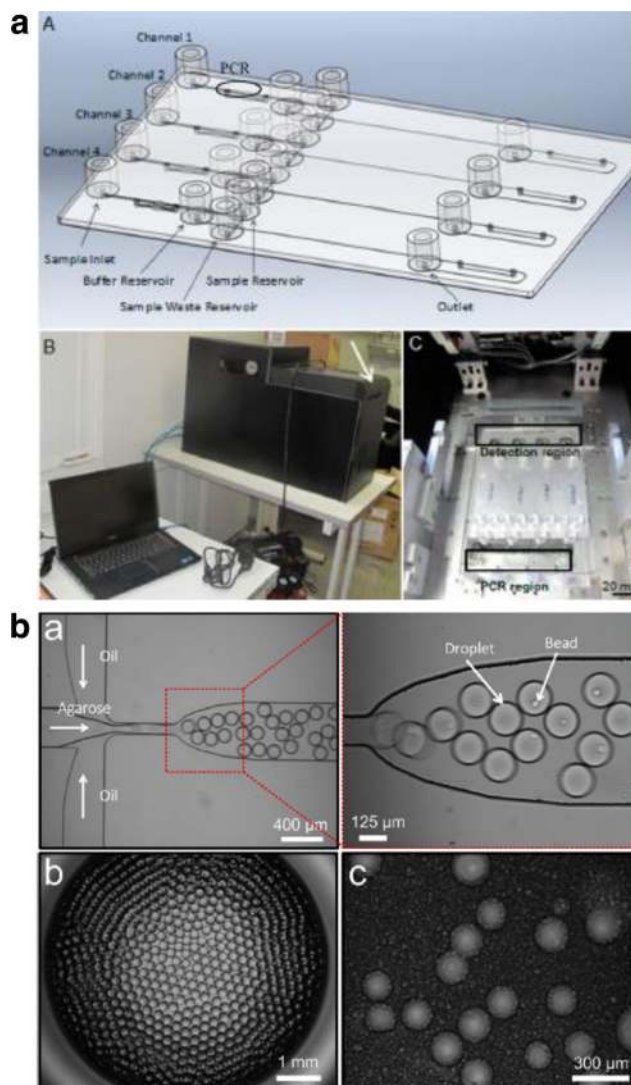 a
A
Channel 1
PCR
Channel 2
Channel 3
Channel 4
Sample Inlet
Buffer Reservoir
Sample Reservoir
Sample Waste Reservoir
Outlet
B
C
Detection region
PCR region
20 m
b
a
Oil
Agarose
Oil
400 µm
Droplet
Bead
125 µm
b
1 mm
c
300 µm